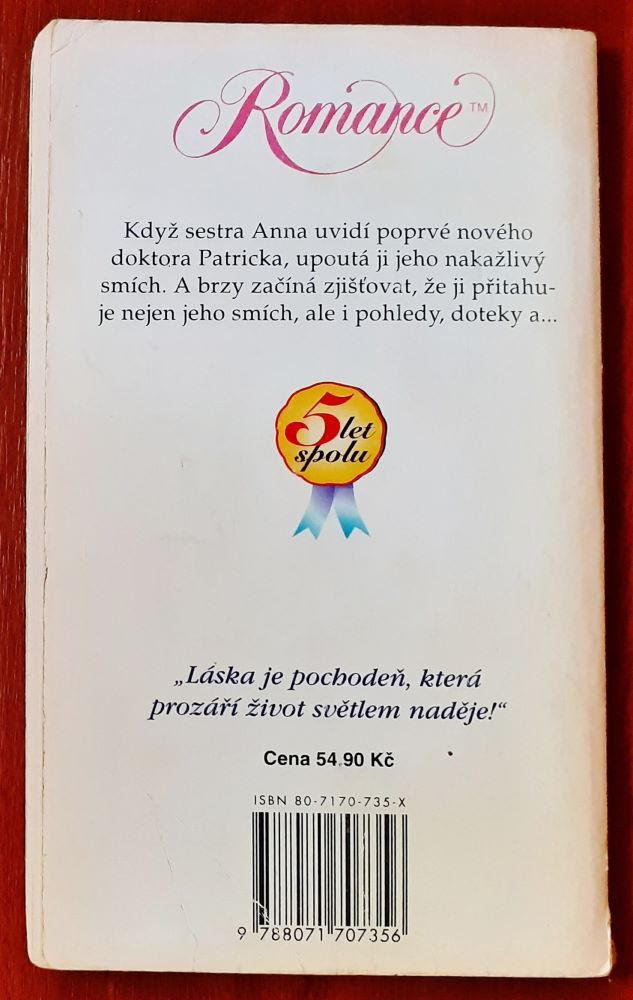 Romance™
Když sestra Anna uvidí poprvé nového
doktora Patricka, upoutá ji jeho nakažlivý
smích. A brzy začíná zjišťovat, že ji přitahu-
je nejen jeho smích, ale i pohledy, doteky a...
5 let
spolu
„Láska je pochodeň, která
prozáří život světlem naděje!“
Cena 54.90 Kč
ISBN 80-7170-735-X
9 788071 707356